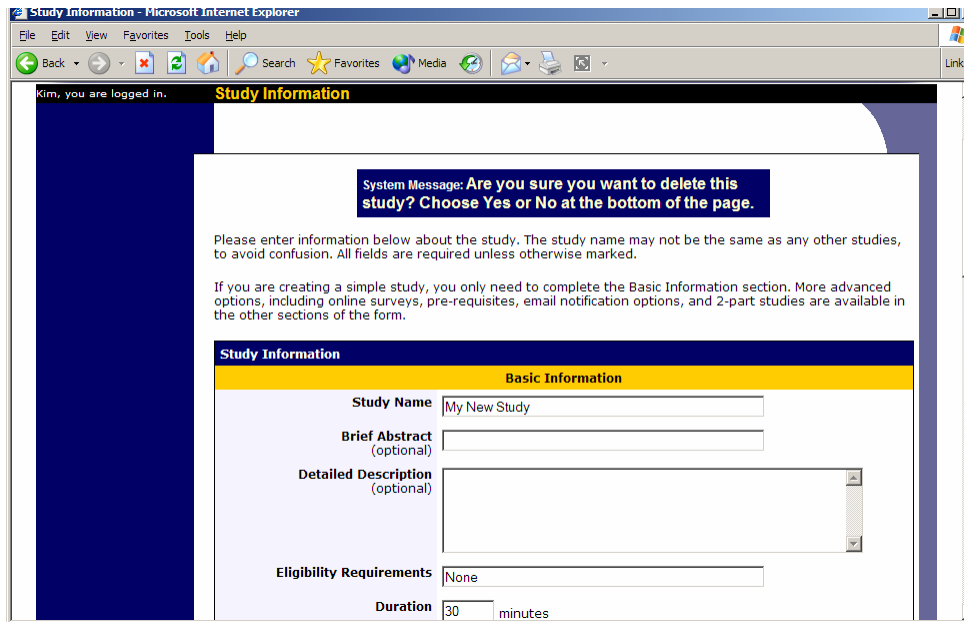 Study Information - Microsoft Internet Explorer
File Edit View Favorites Tools Help
Back Search Favorites Media Link
Kim, you are logged in. Study Information
System Message: Are you sure you want to delete this
study? Choose Yes or No at the bottom of the page.
Please enter information below about the study. The study name may not be the same as any other studies,
to avoid confusion. All fields are required unless otherwise marked.
If you are creating a simple study, you only need to complete the Basic Information section. More advanced
options, including online surveys, pre-requisites, email notification options, and 2-part studies are available in
the other sections of the form.
Study Information
Basic Information
Study Name My New Study
Brief Abstract
(optional)
Detailed Description
(optional)
Eligibility Requirements None
Duration 30 minutes